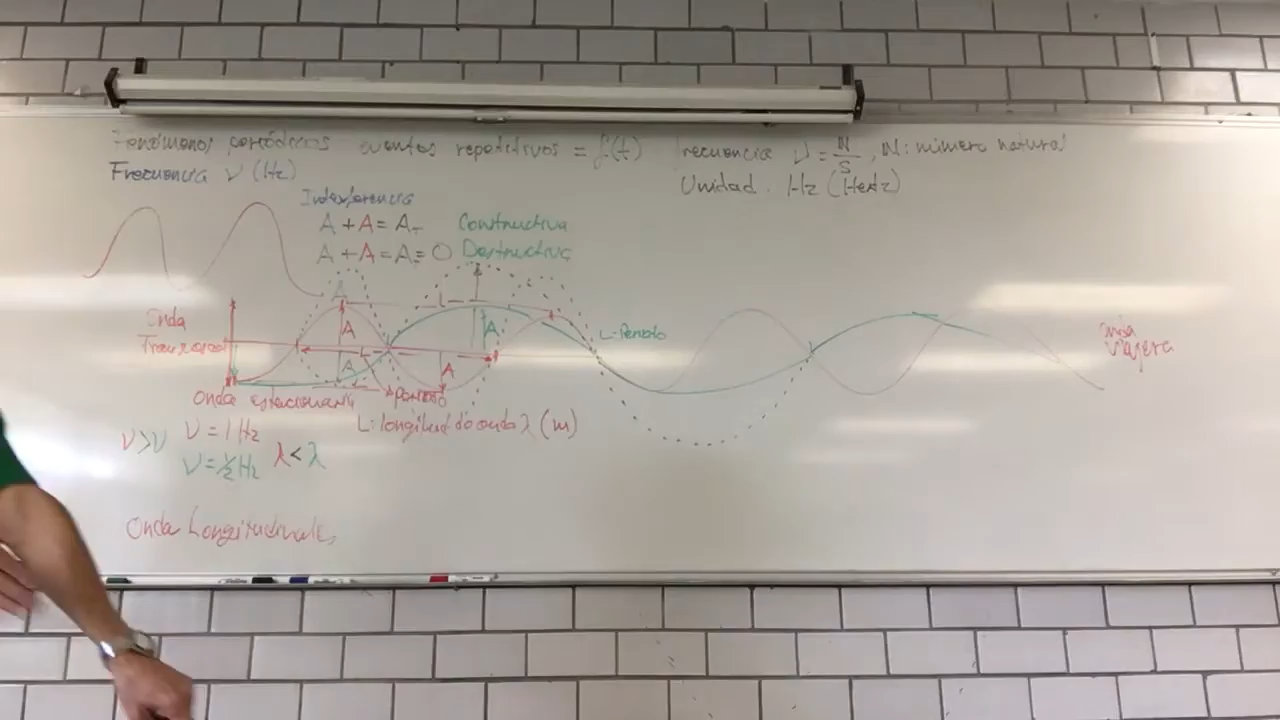 Fenómenos periódicos eventos repetitivos = f(t)
Frecuencia ν (Hz)
Frecuencia ν = N/s, N: número natural
Unidad. Hz (Hertz)
Interferencia
A + A = A_T Constructiva
A + A = A_T = 0 Destructiva
A
L
Onda
Transversal
A
A
L
A
A
L: Periodo
Onda
Viajera
Onda estacionaria
Periodo
L: longitud de onda λ (m)
ν > ν
ν = 1 Hz
ν = 1/2 Hz
λ < λ
Onda Longitudinales